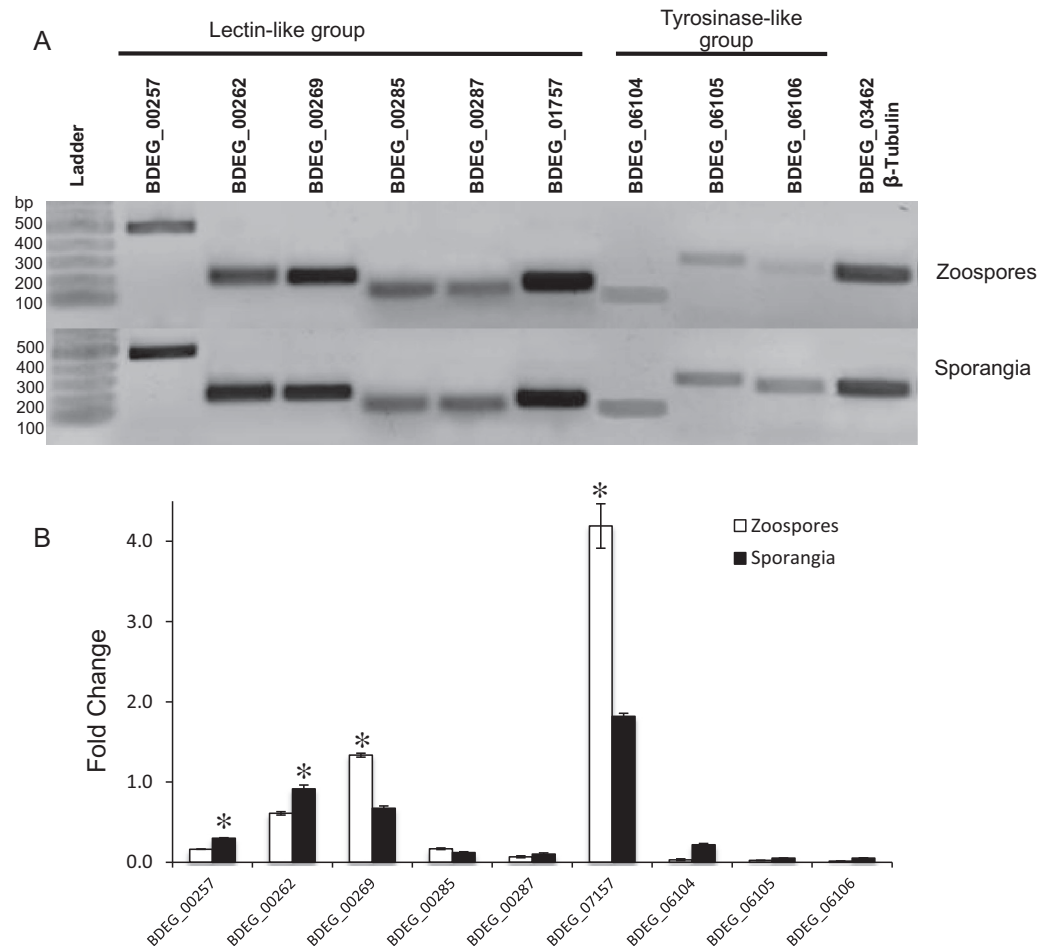 A
Lectin-like group
Tyrosinase-like
group
Ladder
BDEG_00257
BDEG_00262
BDEG_00269
BDEG_00285
BDEG_00287
BDEG_01757
BDEG_06104
BDEG_06105
BDEG_06106
BDEG_03462
β-Tubulin
bp
500
400
300
200
100
Zoospores
500
400
300
200
100
Sporangia
B
Fold Change
4.0
3.0
2.0
1.0
0.0
*
*
*
*
Zoospores
Sporangia
BDEG_00257
BDEG_00262
BDEG_00269
BDEG_00285
BDEG_00287
BDEG_07157
BDEG_06104
BDEG_06105
BDEG_06106